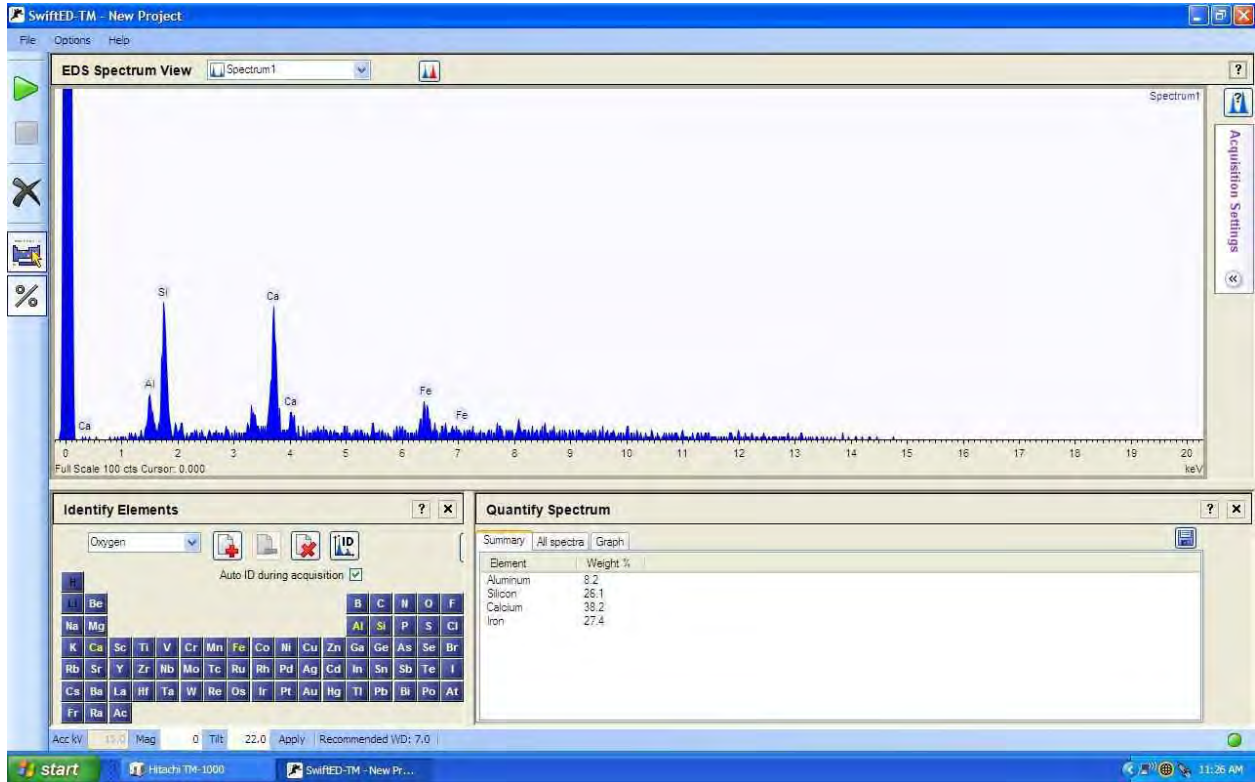 SwiftED-TM - New Project
File Options Help
EDS Spectrum View Spectrum1 ?
Spectrum1
Acquisition Settings
Si
Ca
Al
Ca
Fe
Fe
Ca
0 1 2 3 4 5 6 7 8 9 10 11 12 13 14 15 16 17 18 19 20
Full Scale 100 cts Cursor: 0.000 keV
Identify Elements ?
Oxygen ID
Auto ID during acquisition
H
Li Be B C N O F
Na Mg Al Si P S Cl
K Ca Sc Ti V Cr Mn Fe Co Ni Cu Zn Ga Ge As Se Br
Rb Sr Y Zr Nb Mo Tc Ru Rh Pd Ag Cd In Sn Sb Te I
Cs Ba La Hf Ta W Re Os Ir Pt Au Hg Tl Pb Bi Po At
Fr Ra Ac
Quantify Spectrum ?
Summary All spectra Graph
Element Weight %
Aluminum 8.2
Silicon 26.1
Calcium 38.2
Iron 27.4
Acc kV 15.0 Mag 0 Tilt 22.0 Apply Recommended WD: 7.0
start Hitachi TM-1000 SwiftED-TM - New Pr... 11:26 AM